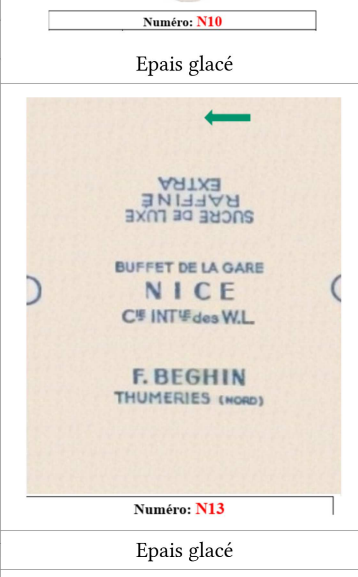 Numéro: N10
Epais glacé
SUCRE DE LUXE
RAFFINE
EXTRA
BUFFET DE LA GARE
NICE
Cie INTle des W.L.
F. BEGHIN
THUMERIES (NORD)
Numéro: N13
Epais glacé